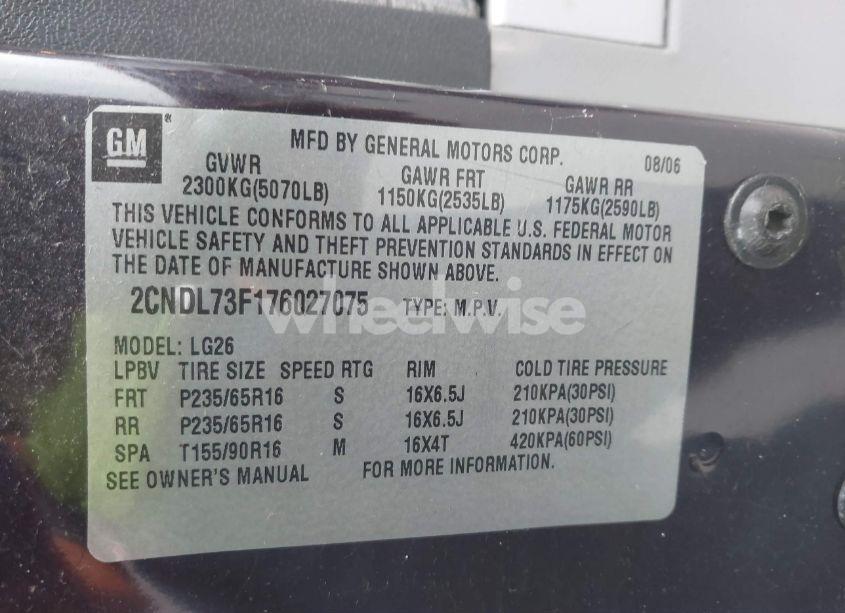 GM ®
MFD BY GENERAL MOTORS CORP. 08/06
GVWR GAWR FRT GAWR RR
2300KG(5070LB) 1150KG(2535LB) 1175KG(2590LB)
THIS VEHICLE CONFORMS TO ALL APPLICABLE U.S. FEDERAL MOTOR
VEHICLE SAFETY AND THEFT PREVENTION STANDARDS IN EFFECT ON
THE DATE OF MANUFACTURE SHOWN ABOVE.
2CNDL73F176027075 TYPE: M.P.V.
wheelwise
MODEL: LG26
LPBV TIRE SIZE SPEED RTG RIM COLD TIRE PRESSURE
FRT P235/65R16 S 16X6.5J 210KPA(30PSI)
RR P235/65R16 S 16X6.5J 210KPA(30PSI)
SPA T155/90R16 M 16X4T 420KPA(60PSI)
SEE OWNER'S MANUAL FOR MORE INFORMATION.